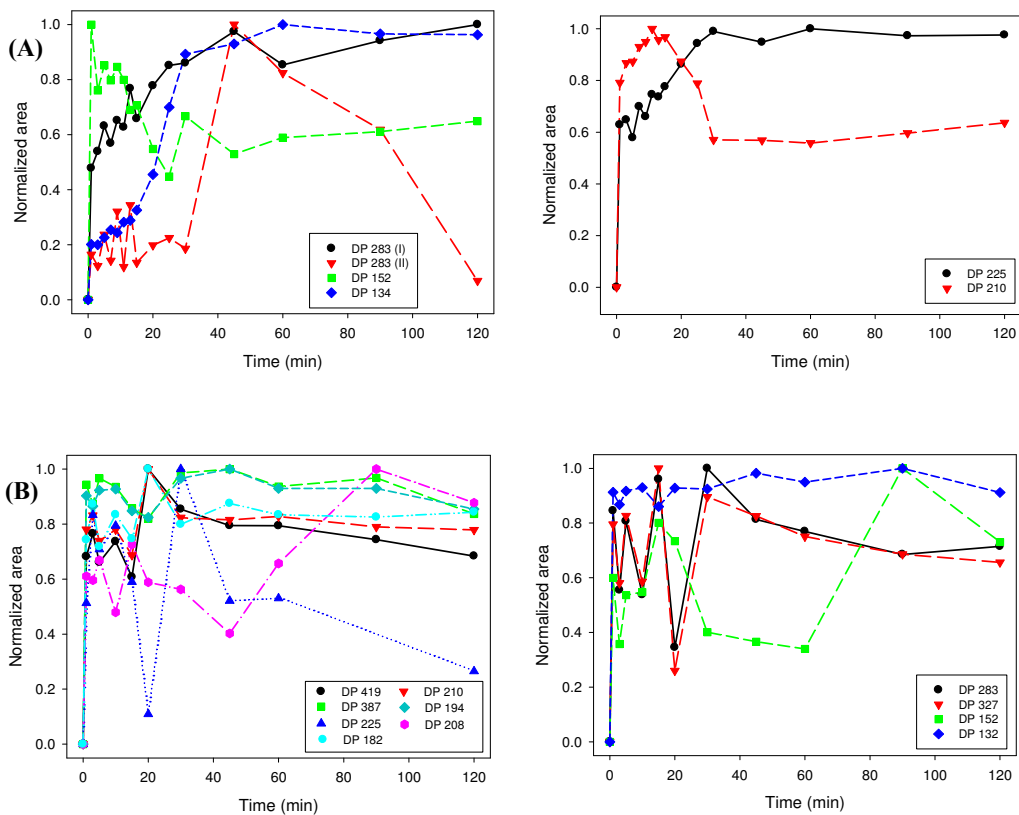 (A)
Normalized area
1.0
0.8
0.6
0.4
0.2
0.0
0 20 40 60 80 100 120
Time (min)
DP 283 (I)
DP 283 (II)
DP 152
DP 134
Normalized area
1.0
0.8
0.6
0.4
0.2
0.0
0 20 40 60 80 100 120
Time (min)
DP 225
DP 210
(B)
Normalized area
1.0
0.8
0.6
0.4
0.2
0.0
0 20 40 60 80 100 120
Time (min)
DP 419 DP 210
DP 387 DP 194
DP 225 DP 208
DP 182
Normalized area
1.0
0.8
0.6
0.4
0.2
0.0
0 20 40 60 80 100 120
Time (min)
DP 283
DP 327
DP 152
DP 132